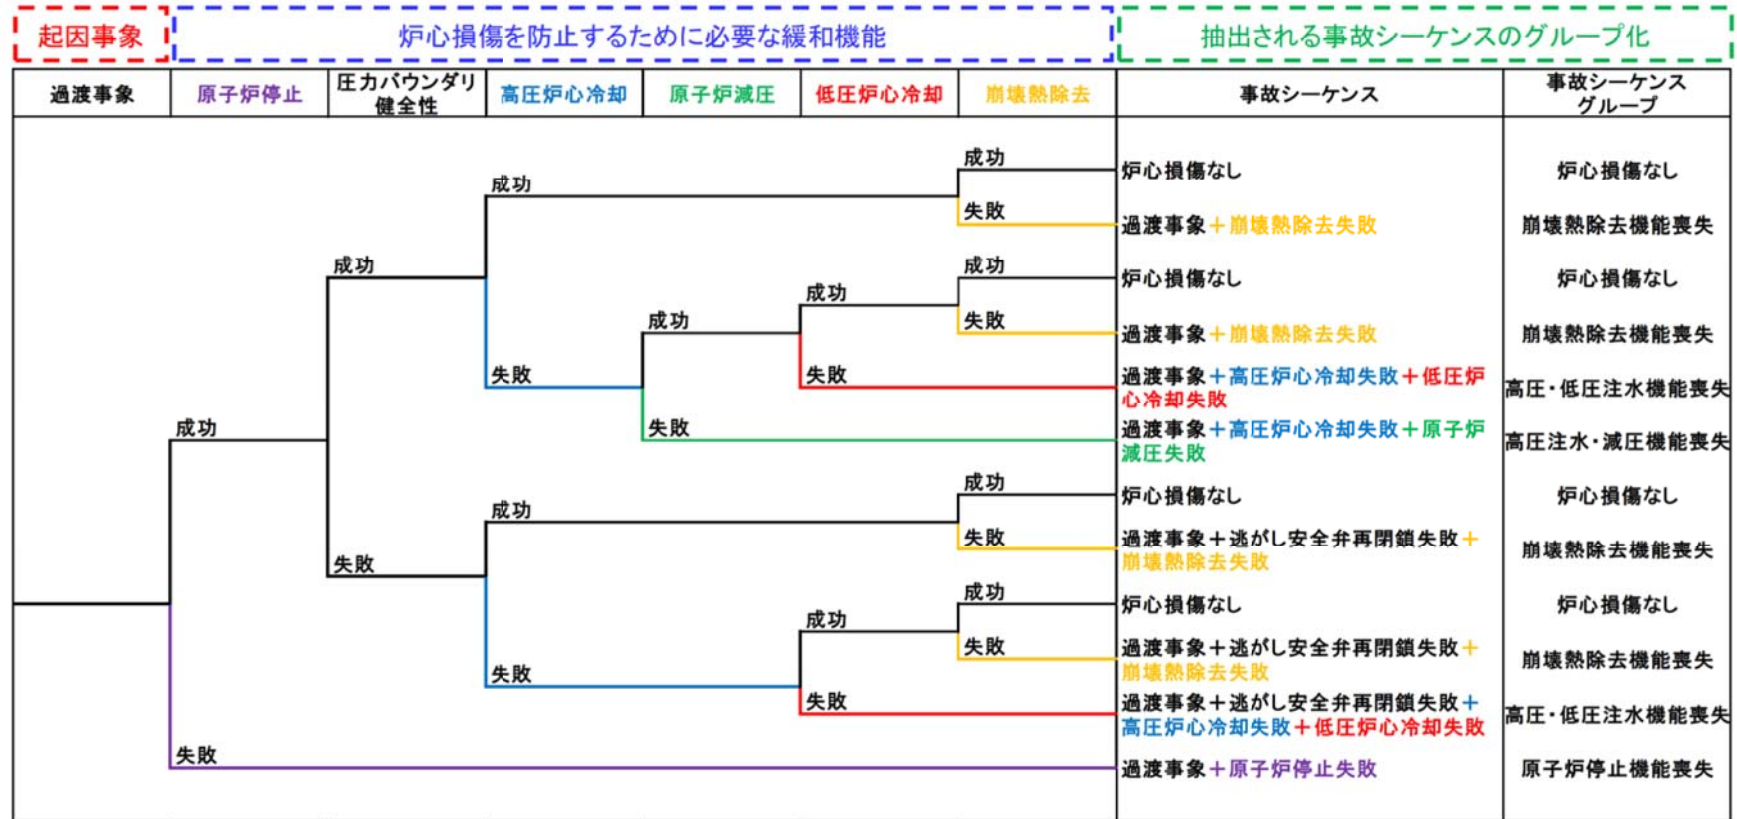 起因事象
炉心損傷を防止するために必要な緩和機能
抽出される事故シーケンスのグループ化
過渡事象
原子炉停止
圧力バウンダリ
健全性
高圧炉心冷却
原子炉減圧
低圧炉心冷却
崩壊熱除去
事故シーケンス
事故シーケンス
グループ
成功
炉心損傷なし
炉心損傷なし
成功
失敗
過渡事象＋崩壊熱除去失敗
崩壊熱除去機能喪失
成功
成功
炉心損傷なし
炉心損傷なし
成功
成功
失敗
過渡事象＋崩壊熱除去失敗
崩壊熱除去機能喪失
失敗
失敗
過渡事象＋高圧炉心冷却失敗＋低圧炉
心冷却失敗
高圧・低圧注水機能喪失
成功
失敗
過渡事象＋高圧炉心冷却失敗＋原子炉
減圧失敗
高圧注水・減圧機能喪失
成功
炉心損傷なし
炉心損傷なし
成功
失敗
過渡事象＋逃がし安全弁再閉鎖失敗＋
崩壊熱除去失敗
崩壊熱除去機能喪失
失敗
成功
炉心損傷なし
炉心損傷なし
成功
失敗
過渡事象＋逃がし安全弁再閉鎖失敗＋
崩壊熱除去失敗
崩壊熱除去機能喪失
失敗
失敗
過渡事象＋逃がし安全弁再閉鎖失敗＋
高圧炉心冷却失敗＋低圧炉心冷却失敗
高圧・低圧注水機能喪失
失敗
過渡事象＋原子炉停止失敗
原子炉停止機能喪失